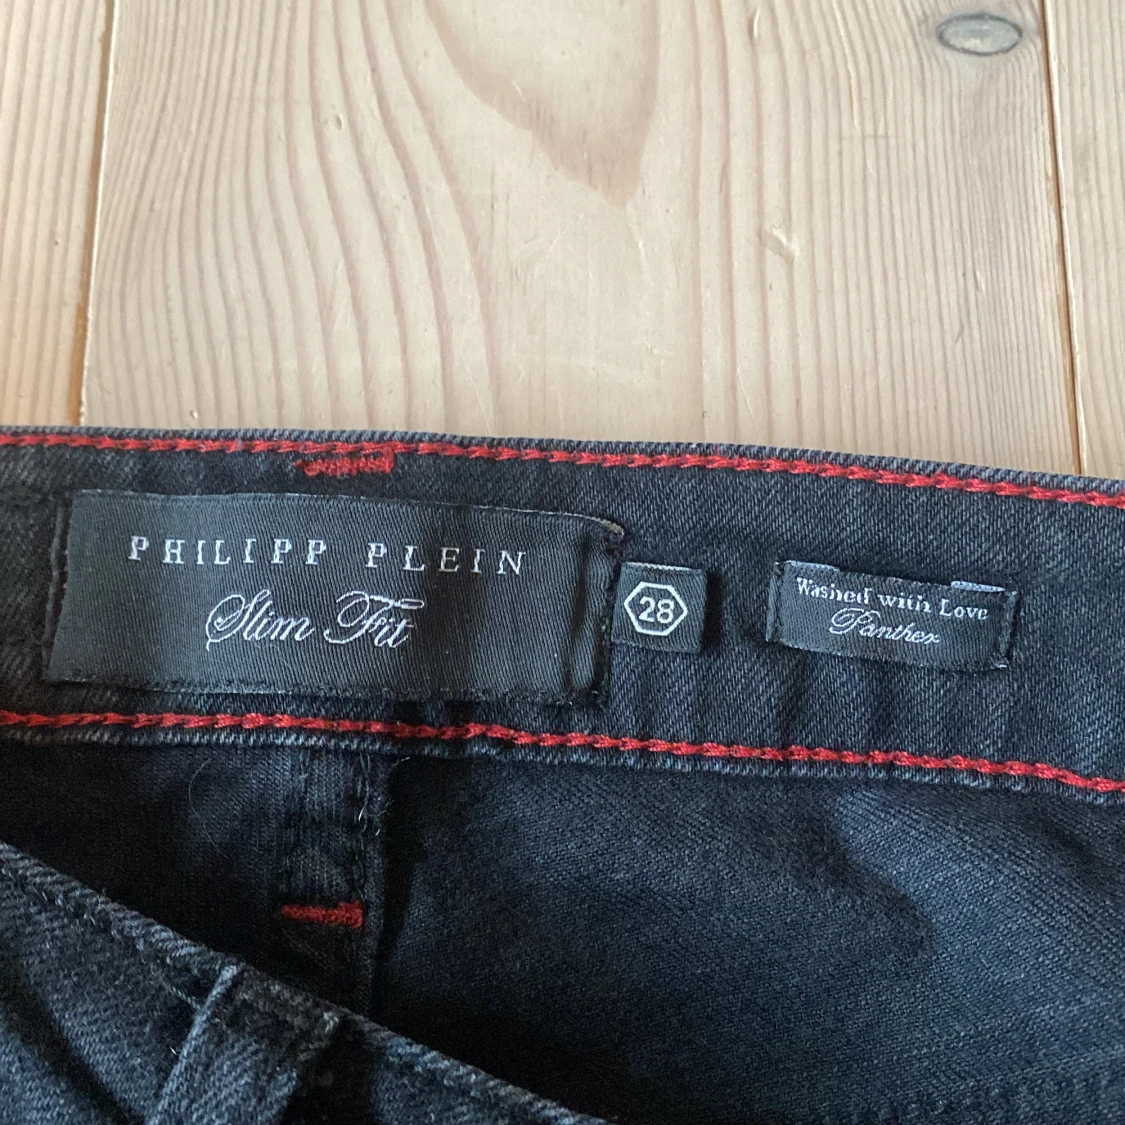 PHILIPP PLEIN
Slim Fit
28
Washed with Love
Panther